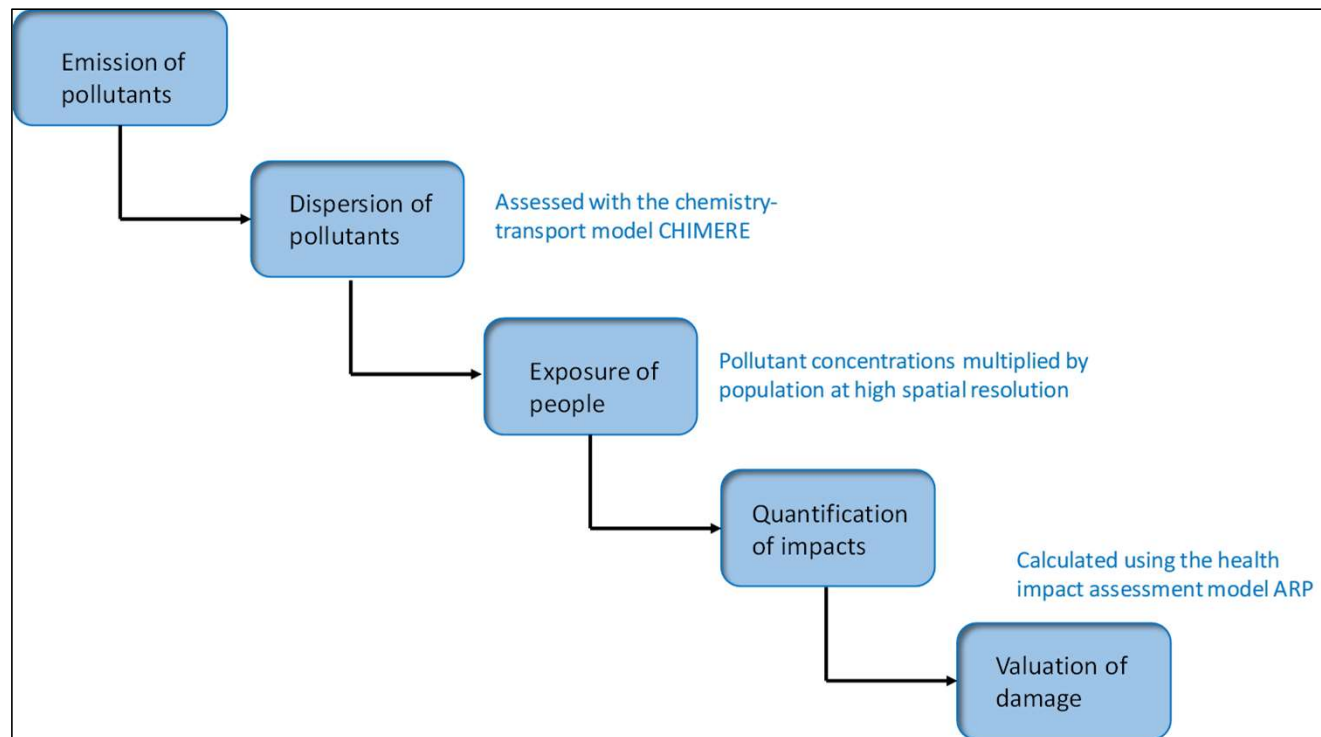 Emission of
pollutants
Dispersion of
pollutants
Assessed with the chemistry-
transport model CHIMERE
Exposure of
people
Pollutant concentrations multiplied by
population at high spatial resolution
Quantification
of impacts
Calculated using the health
impact assessment model ARP
Valuation of
damage